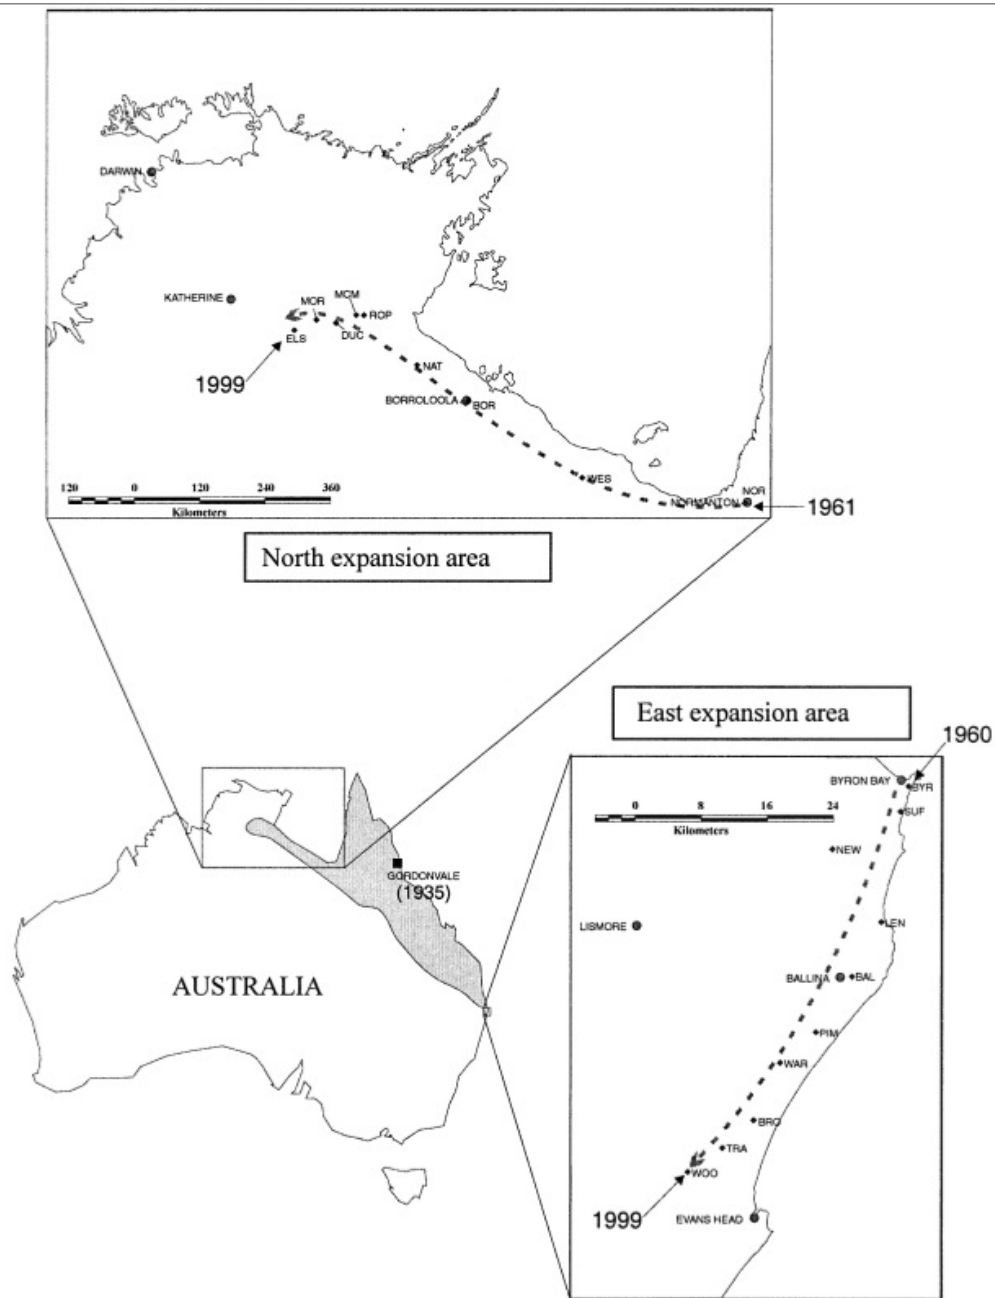 DARWIN
KATHERINE
MCM
MOR
ROP
DUC
ELS
1999
NAT
BORROLOOLA
BOR
WES
NOR
NORMANTON
1961
120 0 120 240 360
Kilometers
North expansion area
East expansion area
1960
BYRON BAY
BYR
0 8 16 24
Kilometers
SUF
NEW
LEN
LISMORE
BALLINA
BAL
PIM
WAR
BRO
TRA
WOO
1999
EVANS HEAD
GORDONVALE
(1935)
AUSTRALIA